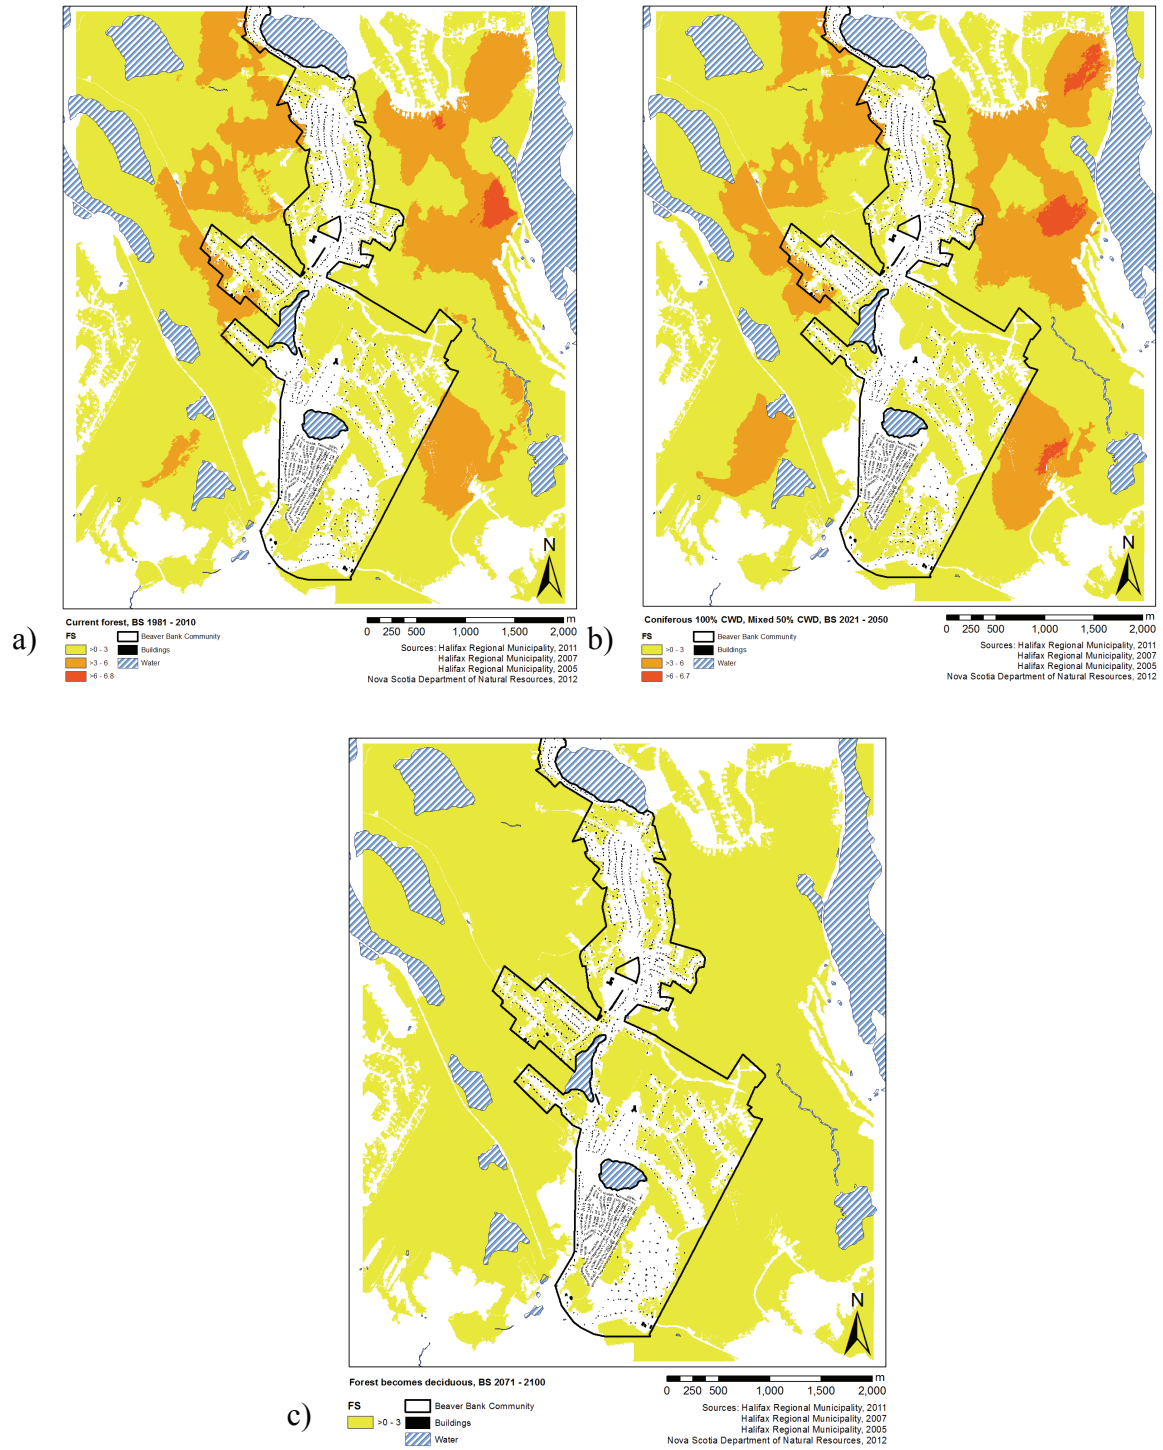 N
a)
Current forest, BS 1981 - 2010
FS
>0 - 3
>3 - 6
>6 - 6.8
Beaver Bank Community
Buildings
Water
0 250 500 1,000 1,500 2,000 m
Sources: Halifax Regional Municipality, 2011
Halifax Regional Municipality, 2007
Halifax Regional Municipality, 2005
Nova Scotia Department of Natural Resources, 2012
N
b)
Coniferous 100% CWD, Mixed 50% CWD, BS 2021 - 2050
FS
>0 - 3
>3 - 6
>6 - 6.7
Beaver Bank Community
Buildings
Water
0 250 500 1,000 1,500 2,000 m
Sources: Halifax Regional Municipality, 2011
Halifax Regional Municipality, 2007
Halifax Regional Municipality, 2005
Nova Scotia Department of Natural Resources, 2012
N
c)
Forest becomes deciduous, BS 2071 - 2100
FS
>0 - 3
Beaver Bank Community
Buildings
Water
0 250 500 1,000 1,500 2,000 m
Sources: Halifax Regional Municipality, 2011
Halifax Regional Municipality, 2007
Halifax Regional Municipality, 2005
Nova Scotia Department of Natural Resources, 2012